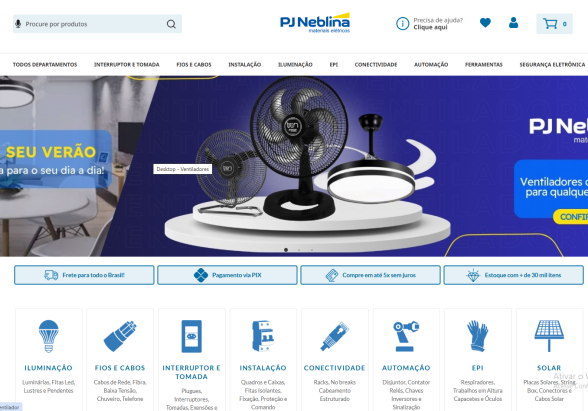 Procure por produtos
PJ Neblina
materiais elétricos
Precisa de ajuda?
Clique aqui
0
TODOS DEPARTAMENTOS INTERRUPTOR E TOMADA FIOS E CABOS INSTALAÇÃO ILUMINAÇÃO EPI CONECTIVIDADE AUTOMAÇÃO FERRAMENTAS SEGURANÇA ELETRÔNICA
SEU VERÃO
a para o seu dia a dia!
Desktop - Ventiladores
PJ Ne
mat
Ventiladores
para qualque
CONFI
Frete para todo o Brasil!
Pagamento via PIX
Compre em até 5x sem juros
Estoque com + de 30 mil itens
ILUMINAÇÃO
Luminárias, Fitas Led,
Lustres e Pendentes
FIOS E CABOS
Cabos de Rede, Fibra,
Baixa Tensão,
Chuveiro, Telefone
INTERRUPTOR E
TOMADA
Plugues,
Interruptores,
Tomadas, Extensões e
INSTALAÇÃO
Quadros e Caixas,
Fitas Isolantes,
Fixação, Proteção e
Comando
CONECTIVIDADE
Racks, No breaks
Cabeamento
Estruturado
AUTOMAÇÃO
Disjuntor, Contator
Relés, Chaves
Inversores e
Sinalização
EPI
Respiradores,
Trabalhos em Altura
Capacetes e Óculos
SOLAR
Placas Solares, String
Box, Conectores e
Cabos Solar
Ativar o
entilador